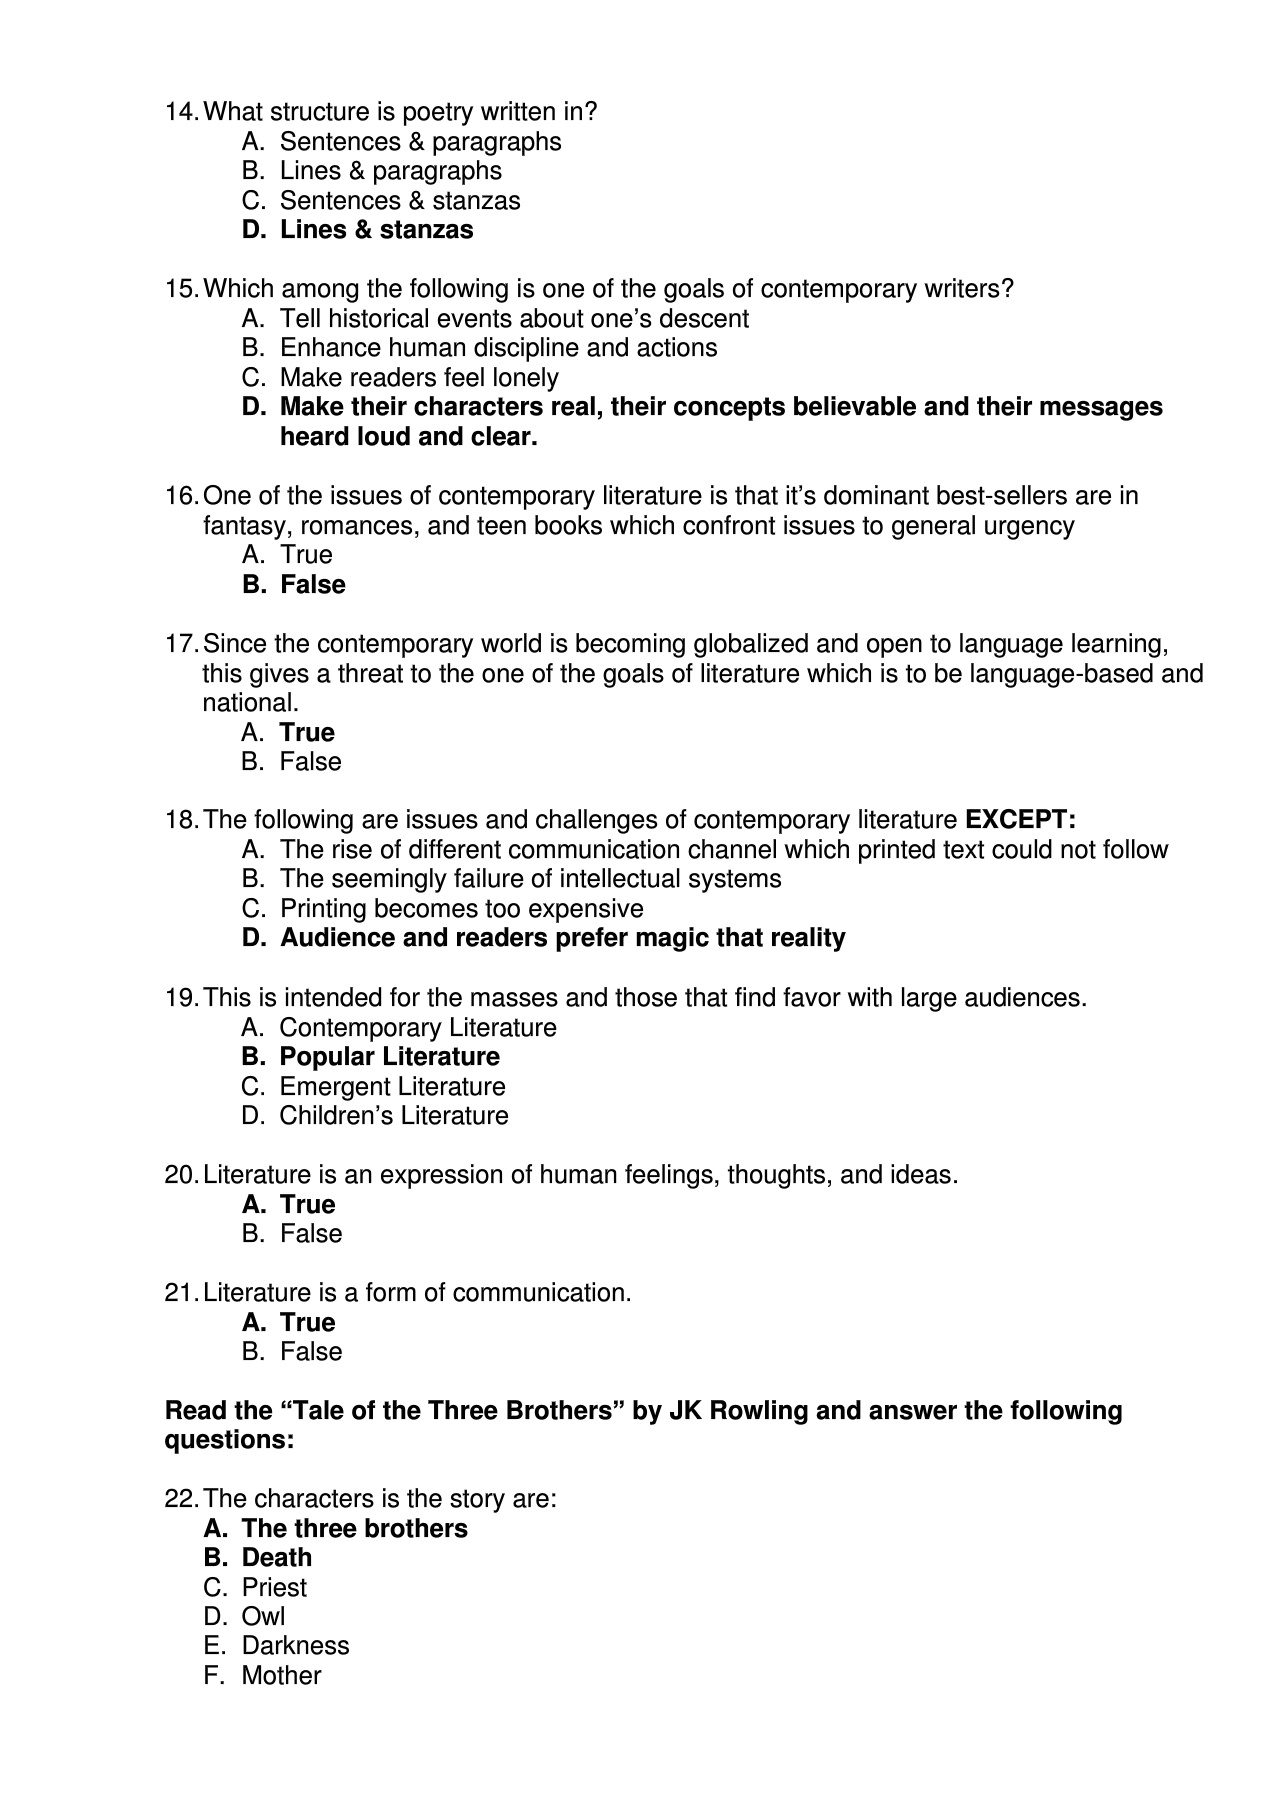 14. What structure is poetry written in?
A. Sentences & paragraphs
B. Lines & paragraphs
C. Sentences & stanzas
D. Lines & stanzas
15. Which among the following is one of the goals of contemporary writers?
A. Tell historical events about one’s descent
B. Enhance human discipline and actions
C. Make readers feel lonely
D. Make their characters real, their concepts believable and their messages
heard loud and clear.
16. One of the issues of contemporary literature is that it’s dominant best-sellers are in
fantasy, romances, and teen books which confront issues to general urgency
A. True
B. False
17. Since the contemporary world is becoming globalized and open to language learning,
this gives a threat to the one of the goals of literature which is to be language-based and
national.
A. True
B. False
18. The following are issues and challenges of contemporary literature EXCEPT:
A. The rise of different communication channel which printed text could not follow
B. The seemingly failure of intellectual systems
C. Printing becomes too expensive
D. Audience and readers prefer magic that reality
19. This is intended for the masses and those that find favor with large audiences.
A. Contemporary Literature
B. Popular Literature
C. Emergent Literature
D. Children’s Literature
20. Literature is an expression of human feelings, thoughts, and ideas.
A. True
B. False
21. Literature is a form of communication.
A. True
B. False
Read the “Tale of the Three Brothers” by JK Rowling and answer the following
questions:
22. The characters is the story are:
A. The three brothers
B. Death
C. Priest
D. Owl
E. Darkness
F. Mother